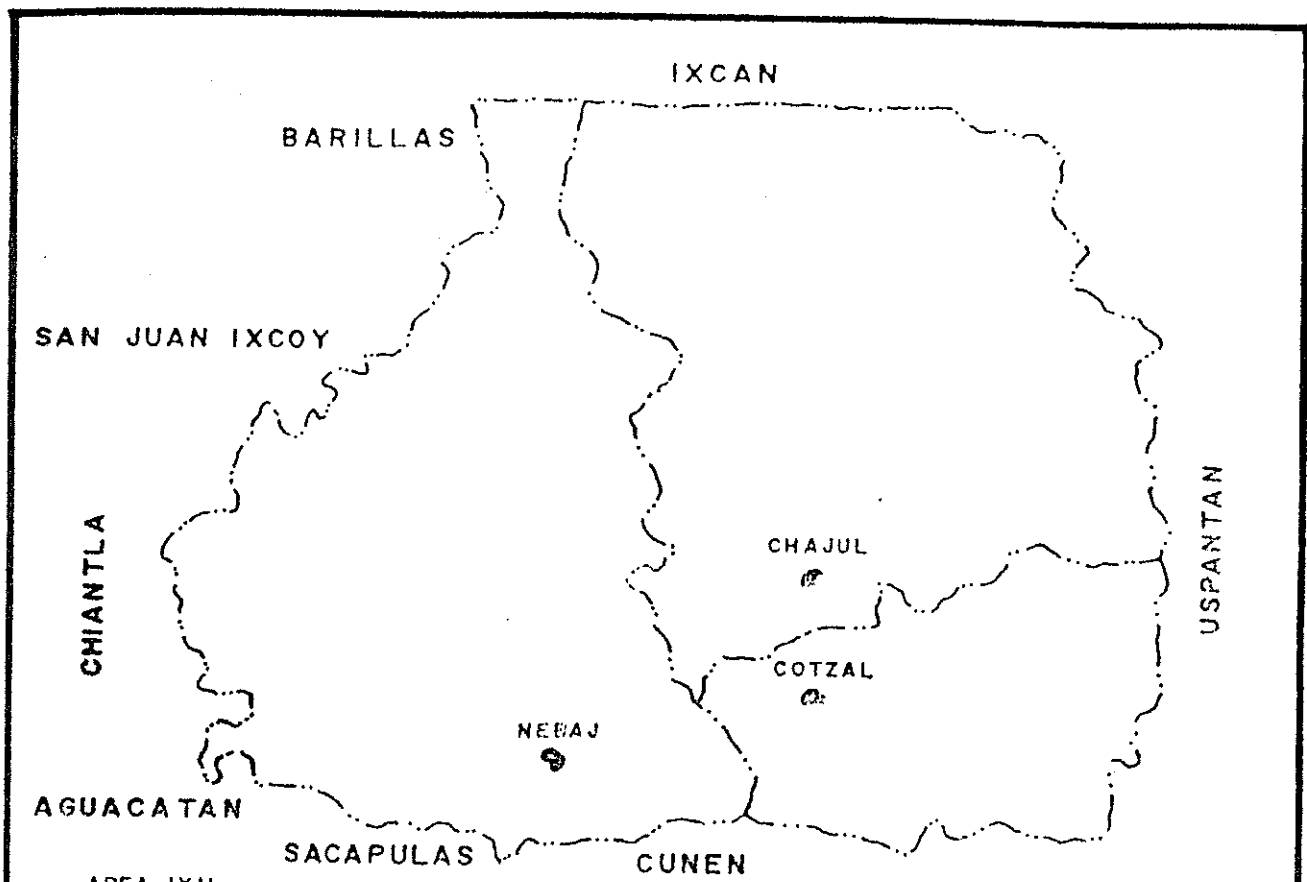 IXCAN
BARILLAS
SAN JUAN IXCOY
CHIANTLA
USPANTAN
CHAJUL
COTZAL
NEBAJ
AGUACATAN
SACAPULAS
CUNEN